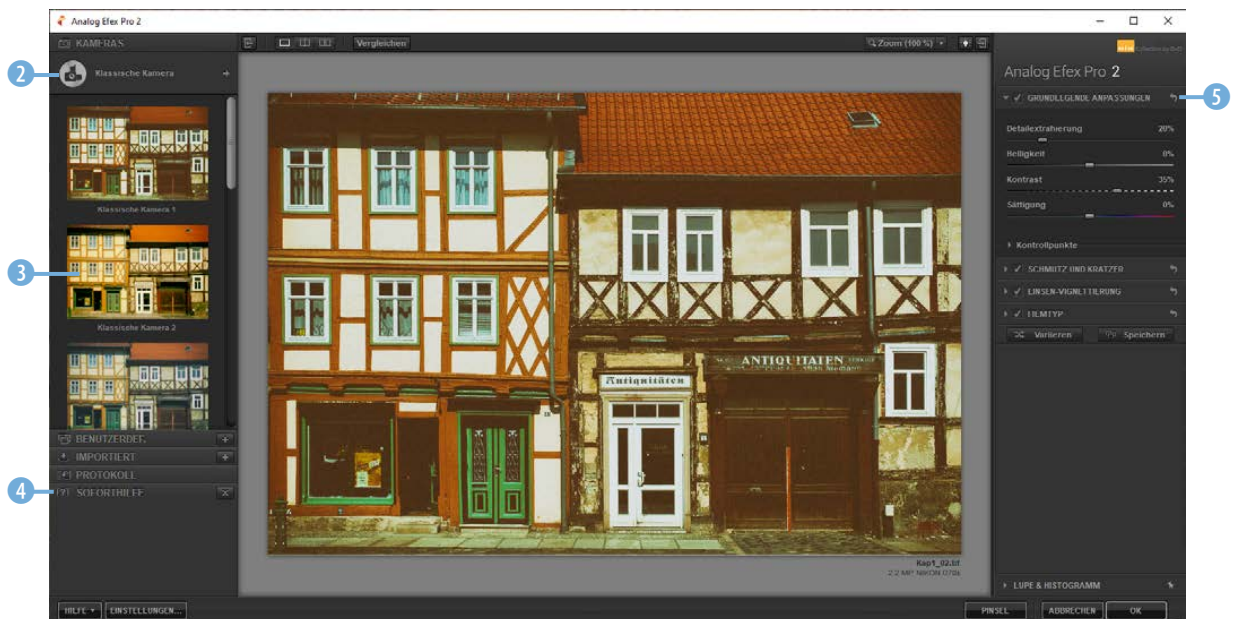 Analog Efex Pro 2
KAMERAS
Vergleichen
Zoom (100 %)
2
Klassische Kamera
Analog Efex Pro 2
GRUNDLEGENDE ANPASSUNGEN
5
Detailextrahierung 20%
Helligkeit 0%
Kontrast 35%
Sättigung 0%
Kontrollpunkte
SCHMUTZ UND KRATZER
LINSEN-VIGNETTIERUNG
FILMTYP
Variieren
Speichern
Klassische Kamera 1
3
Klassische Kamera 2
ANTIQUITÄTEN
Antiquitäten
BENUTZERDEF.
IMPORTIERT
PROTOKOLL
4
SOFORTHILFE
Kap1_02.tif
LUPE & HISTOGRAMM
HILFE
EINSTELLUNGEN...
PINSEL
ABBRECHEN
OK